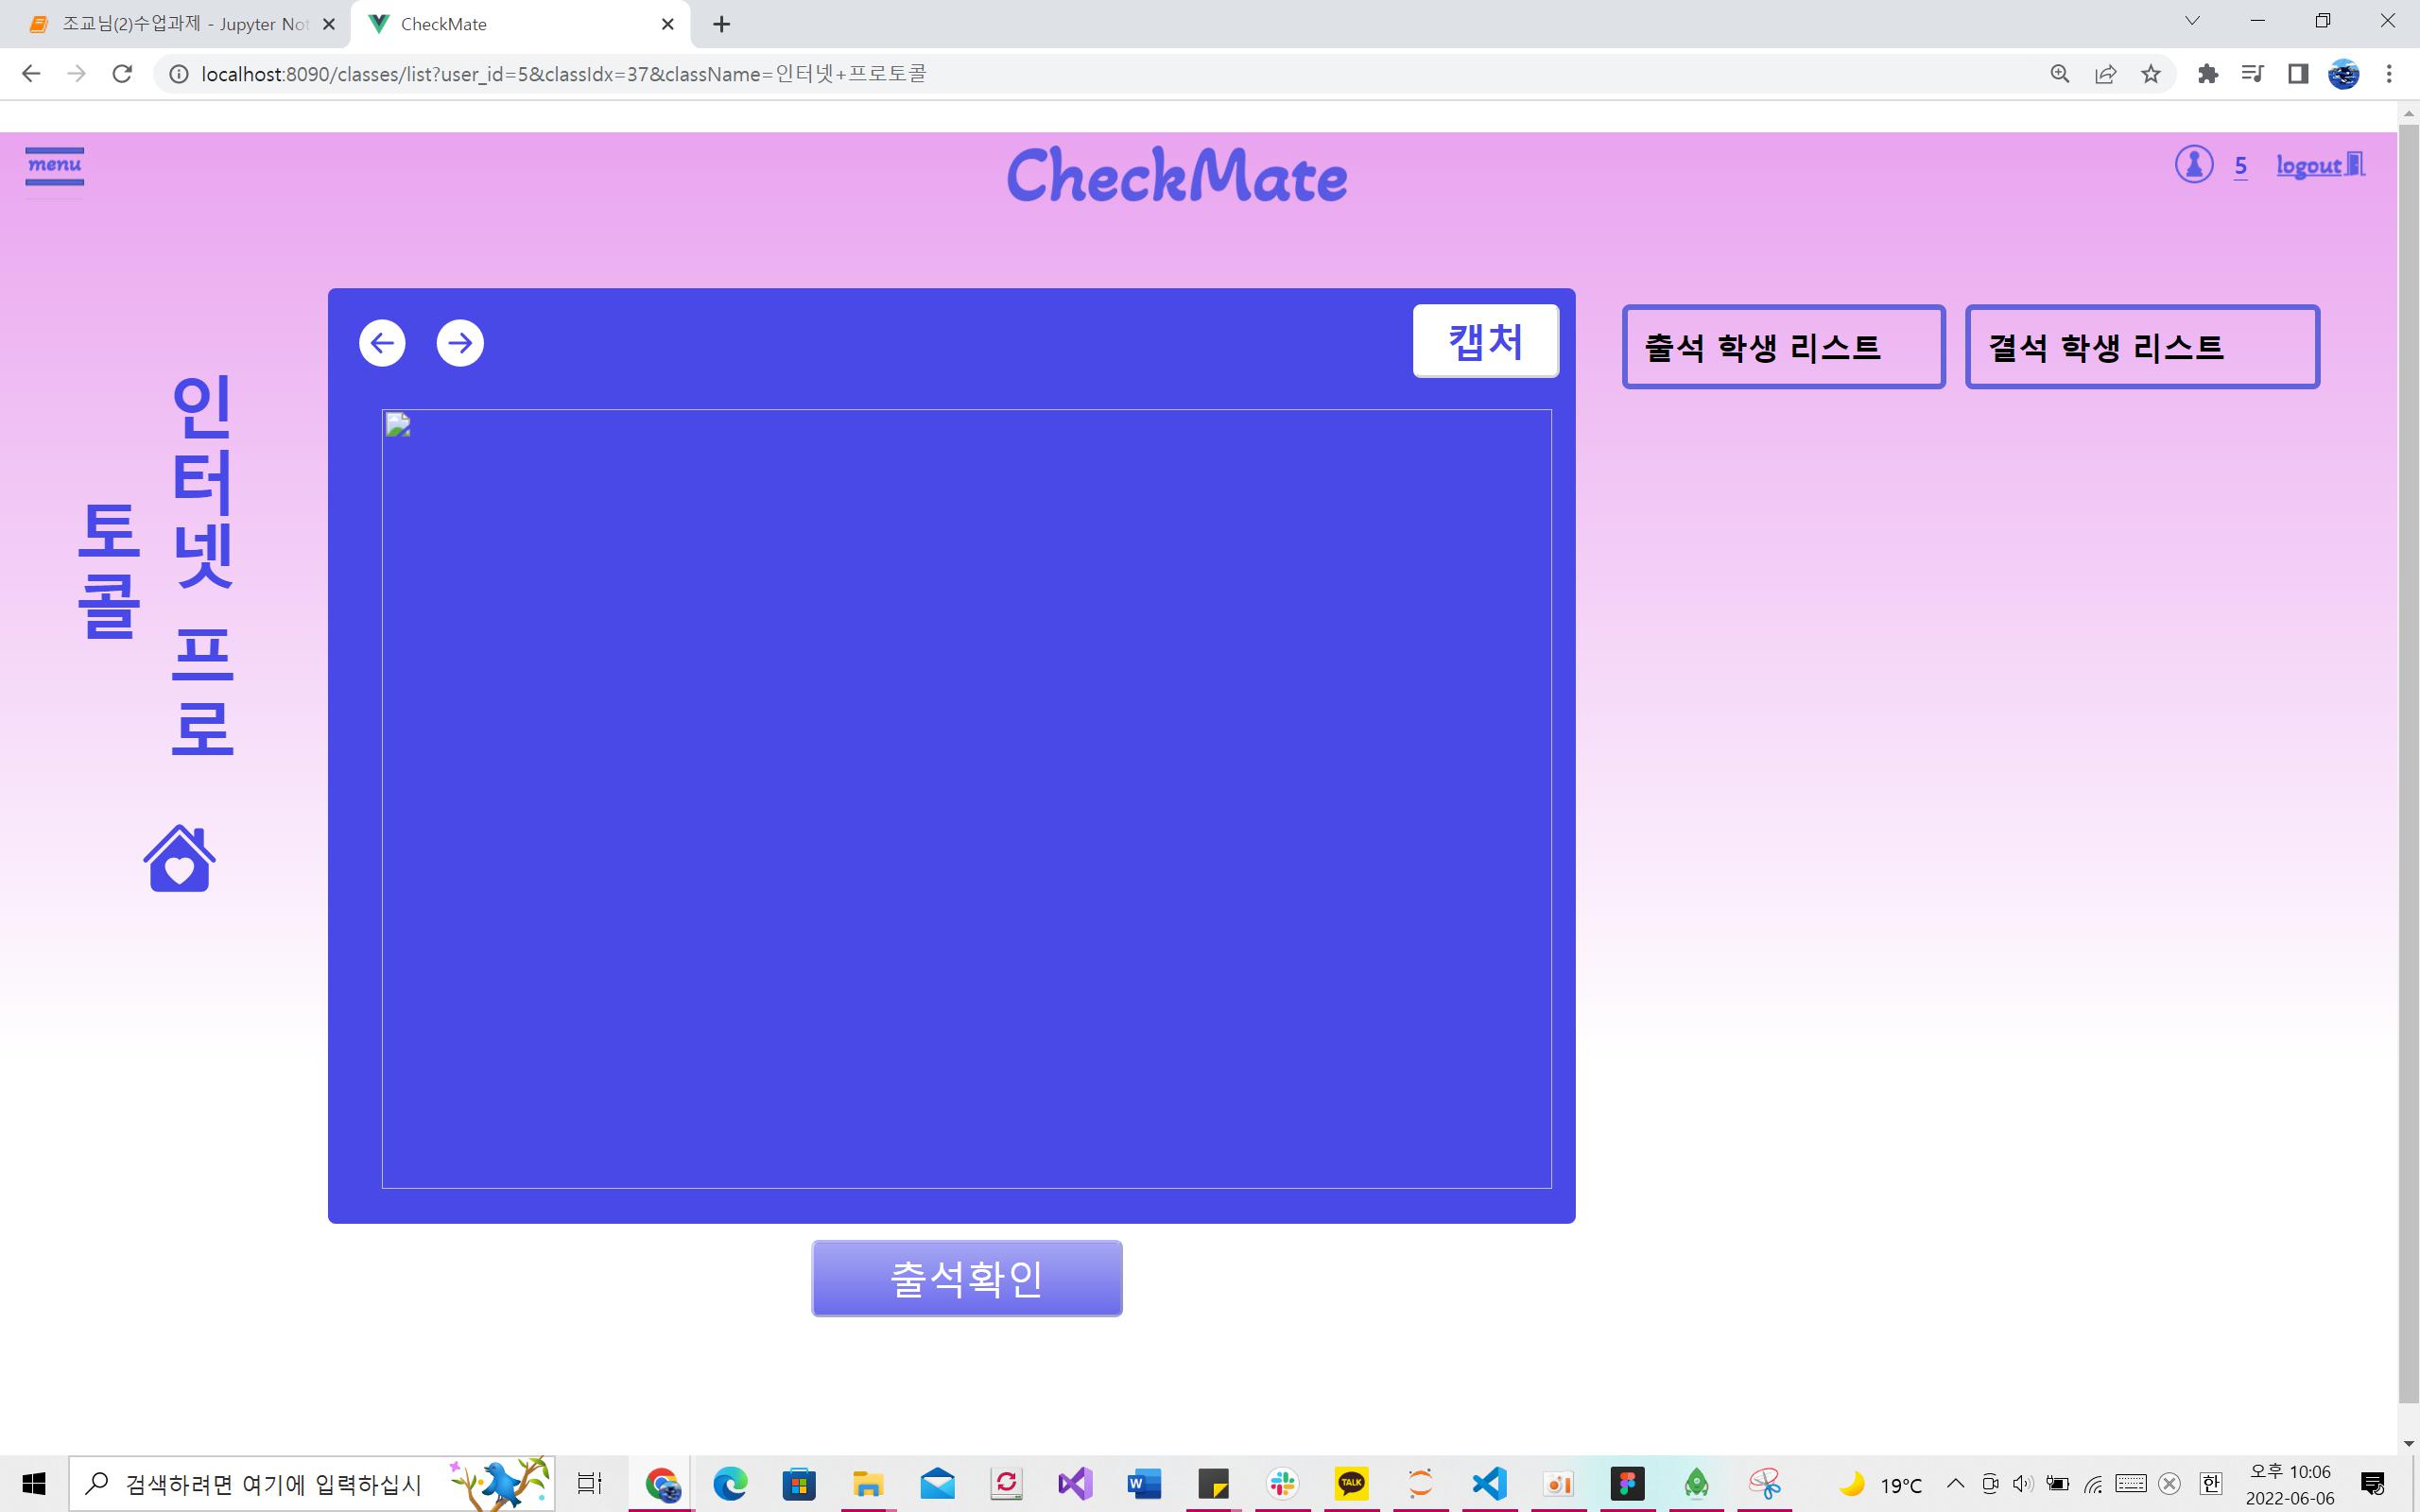 조교님(2)수업과제 - Jupyter Not
CheckMate
localhost:8090/classes/list?user_id=5&classIdx=37&className=인터넷+프로토콜
menu
CheckMate
5
logout
인터넷 프로
토콜
캡처
출석 학생 리스트
결석 학생 리스트
출석확인
검색하려면 여기에 입력하십시
TALK
19℃
한
오후 10:06
2022-06-06